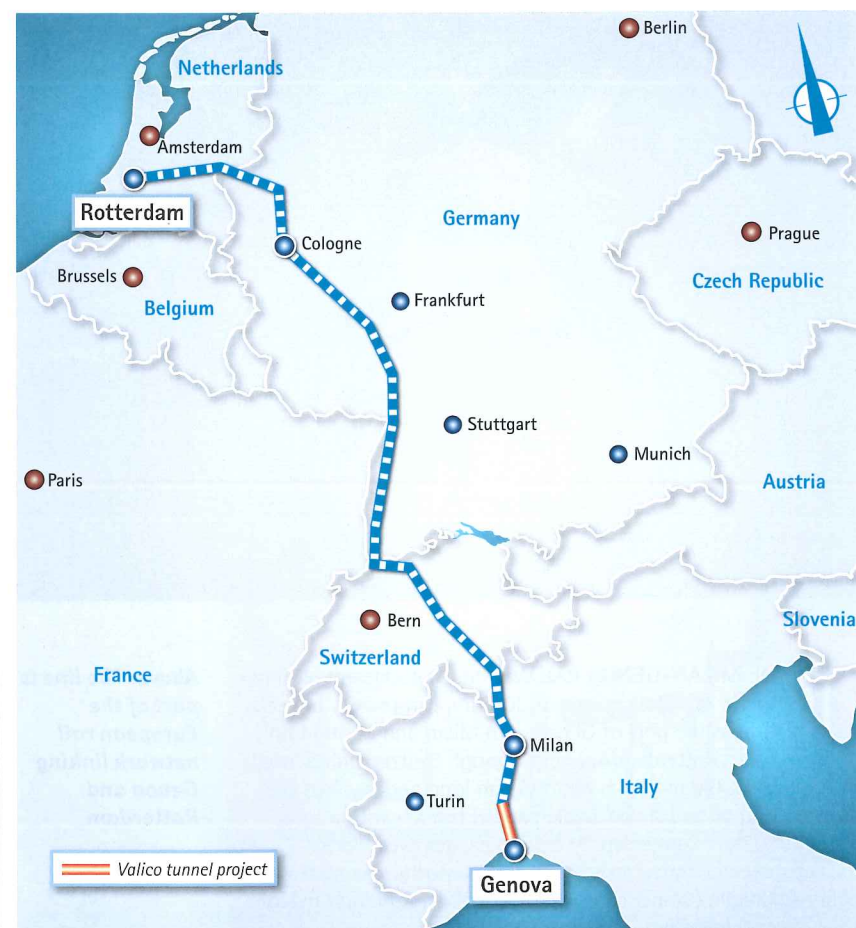 Berlin
Netherlands
Amsterdam
Rotterdam
Germany
Cologne
Prague
Brussels
Czech Republic
Frankfurt
Belgium
Stuttgart
Munich
Paris
Austria
Bern
Slovenia
Switzerland
France
Milan
Italy
Turin
Valico tunnel project
Genova